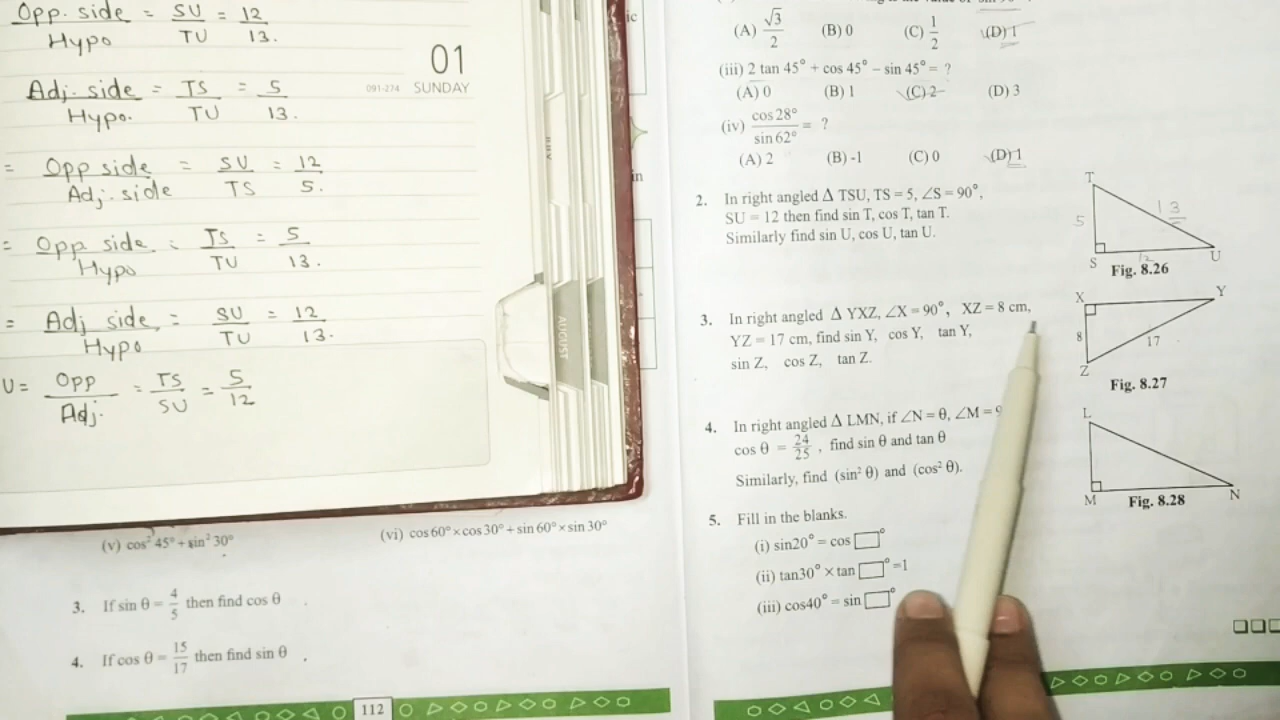 Opp. side = SU = 12
Hypo TU 13.
Adj. side = TS = 5
Hypo. TU 13.
= Opp side = SU = 12
Adj. side TS 5.
= Opp side = TS = 5
Hypo TU 13.
= Adj side = SU = 12
Hypo TU 13.
U = Opp = TS = 5
Adj. SU 12
01
091-274 SUNDAY
AUGUST
(v) cos² 45° + sin² 30°
(vi) cos 60° × cos 30° + sin 60° × sin 30°
3. If sin θ = 4/5 then find cos θ
4. If cos θ = 15/17 then find sin θ
112
ic
in
(A) √3/2 (B) 0 (C) 1/2 (D) 1
(iii) 2 tan 45° + cos 45° – sin 45° = ?
(A) 0 (B) 1 (C) 2 (D) 3
(iv) cos 28°/sin 62° = ?
(A) 2 (B) -1 (C) 0 (D) 1
2. In right angled Δ TSU, TS = 5, ∠S = 90°,
SU = 12 then find sin T, cos T, tan T.
Similarly find sin U, cos U, tan U.
T
5
13
S
12
U
Fig. 8.26
3. In right angled Δ YXZ, ∠X = 90°, XZ = 8 cm,
YZ = 17 cm, find sin Y, cos Y, tan Y,
sin Z, cos Z, tan Z.
X
Y
8
17
Z
Fig. 8.27
4. In right angled Δ LMN, if ∠N = θ, ∠M = 9
cos θ = 24/25 , find sin θ and tan θ
Similarly, find (sin² θ) and (cos² θ).
L
M
N
Fig. 8.28
5. Fill in the blanks.
(i) sin20° = cos □°
(ii) tan30° × tan □° =1
(iii) cos40° = sin □°